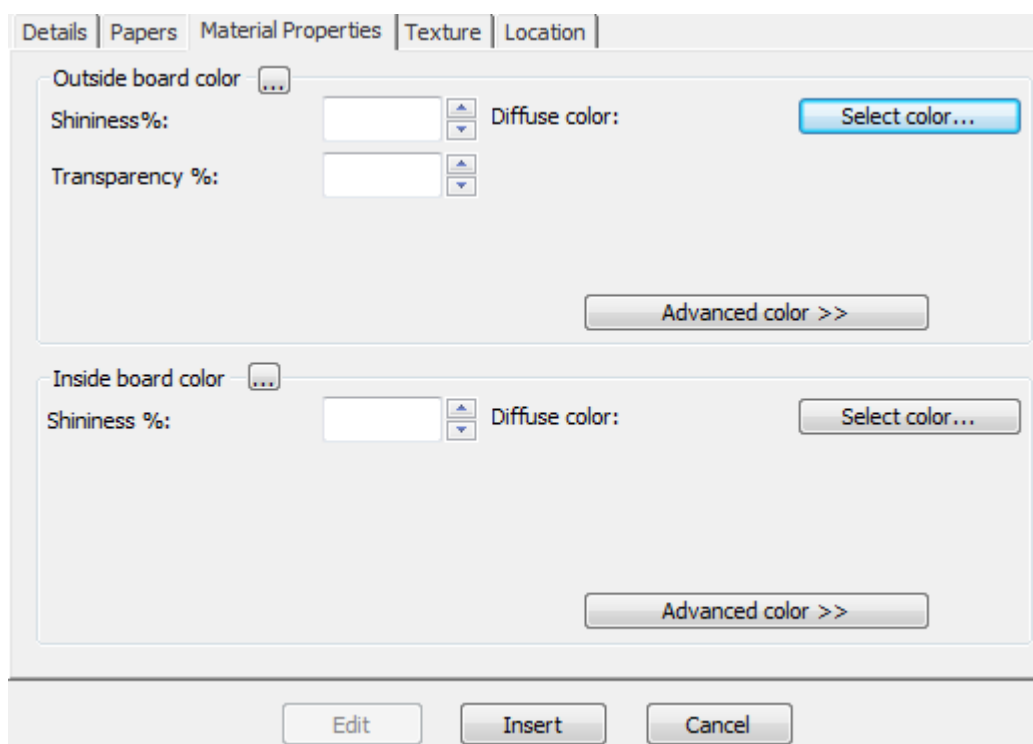 Details Papers Material Properties Texture Location
Outside board color ...
Shininess%: Diffuse color: Select color...
Transparency %:
Advanced color >>
Inside board color ...
Shininess %: Diffuse color: Select color...
Advanced color >>
Edit Insert Cancel